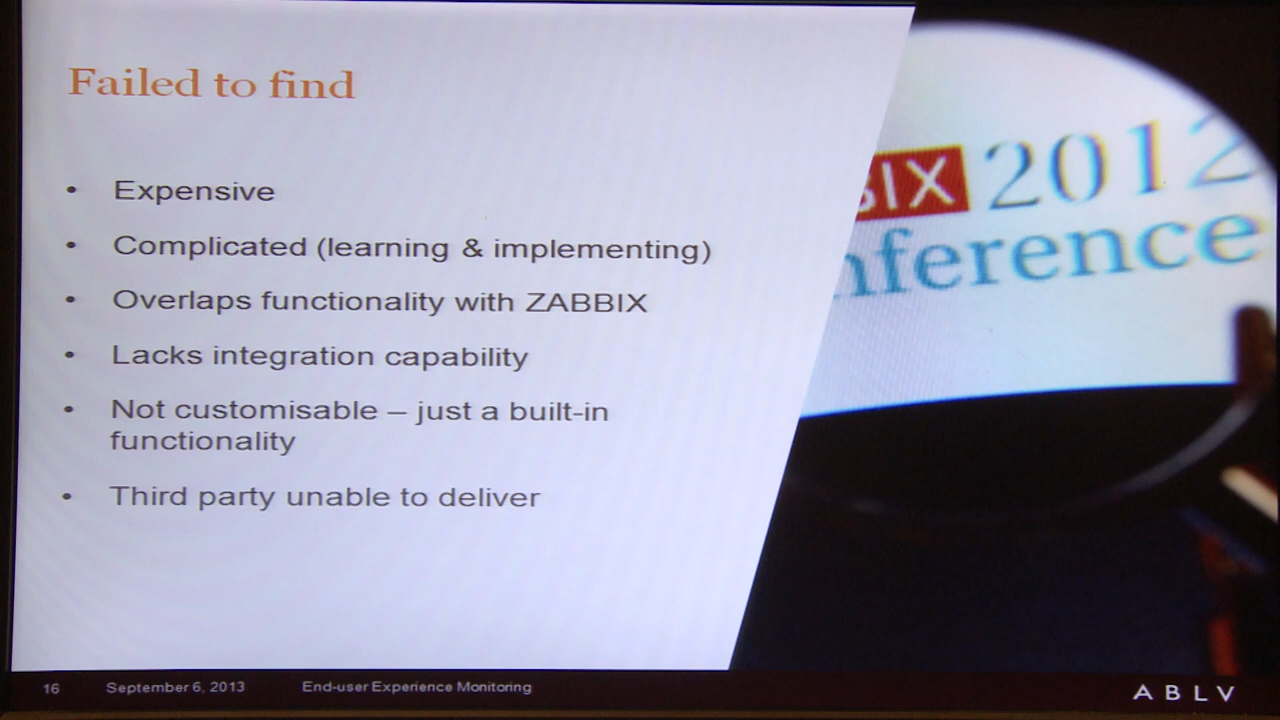 Failed to find
• Expensive
• Complicated (learning & implementing)
• Overlaps functionality with ZABBIX
• Lacks integration capability
• Not customisable – just a built-in
functionality
• Third party unable to deliver
BIX 2012
nference
16 September 6, 2013 End-user Experience Monitoring
ABLV